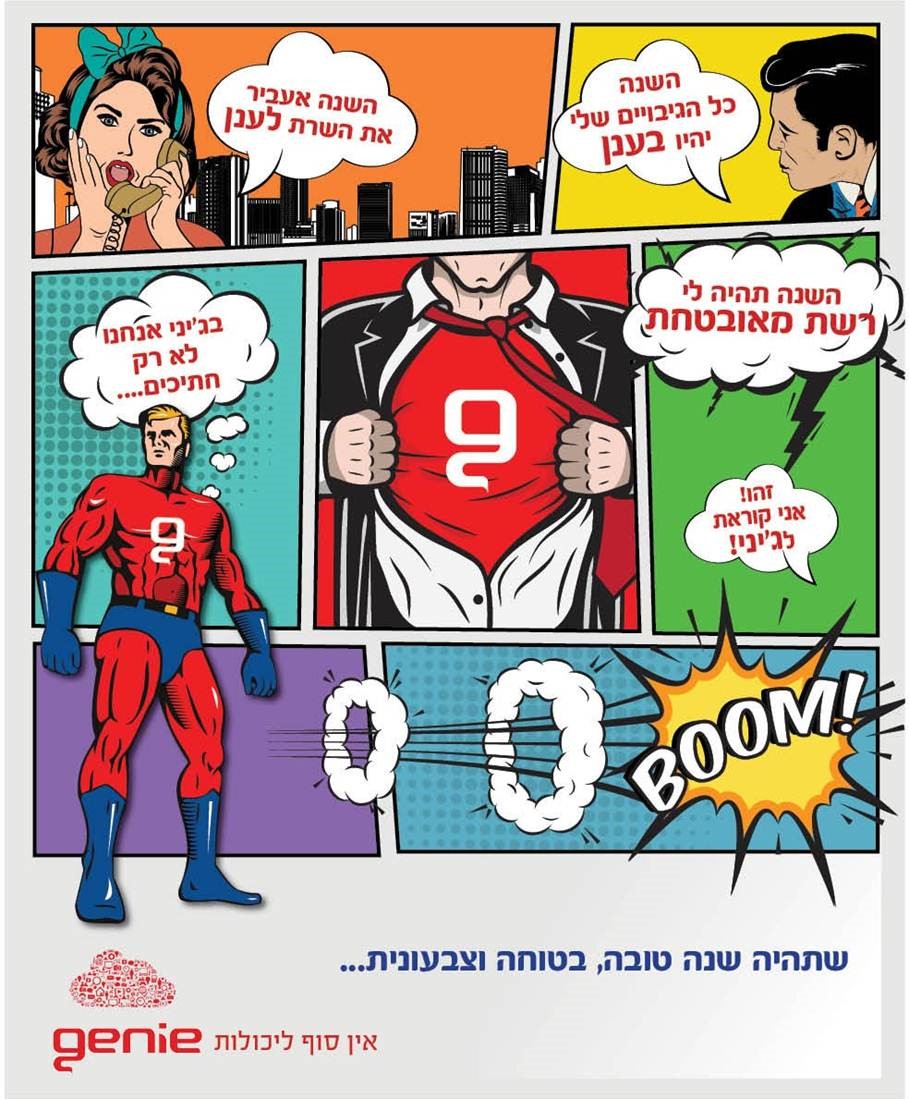 השנה
כל הגיבויים שלי
יהיו בענן
השנה אעביר
את השרת לענן
השנה תהיה לי
רשת מאובטחת
זהו!
אני קוראת
לג'יני!
g
בג'יני אנחנו
לא רק
חתיכים....
g
BOOM!
שתהיה שנה טובה, בטוחה וצבעונית...
genie אין סוף ליכולות